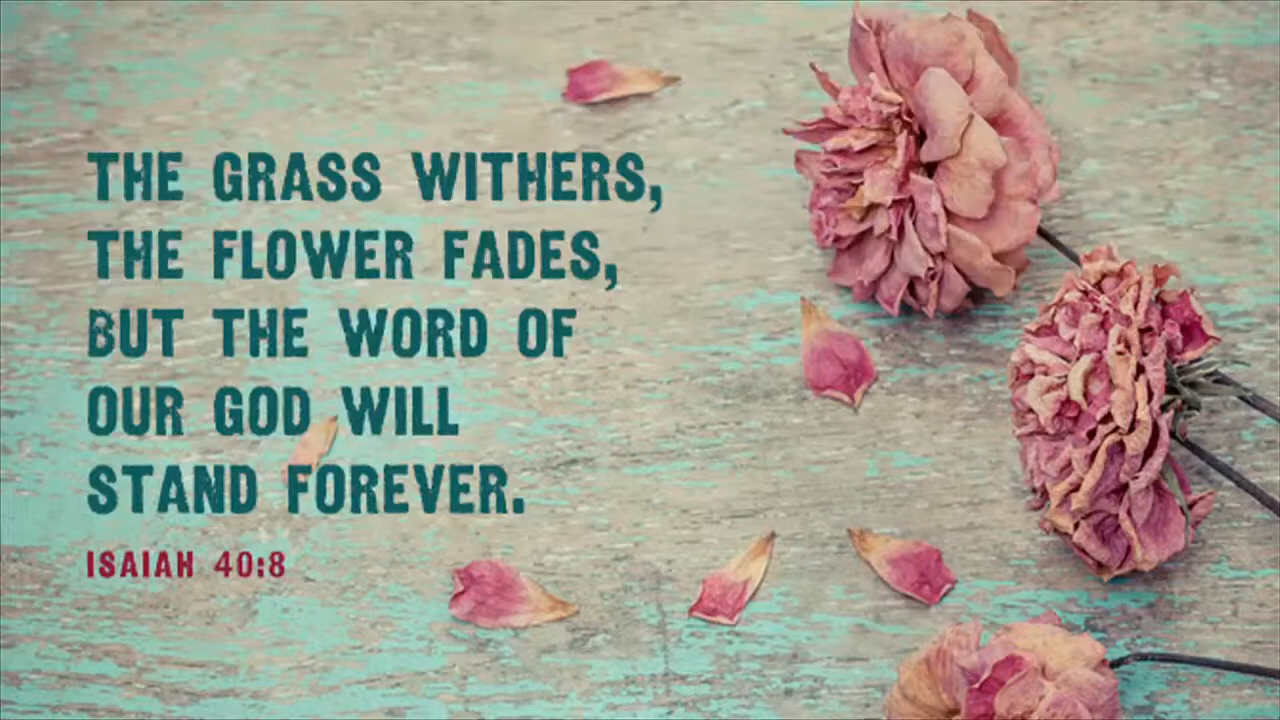 THE GRASS WITHERS,
THE FLOWER FADES,
BUT THE WORD OF
OUR GOD WILL
STAND FOREVER.
ISAIAH 40:8